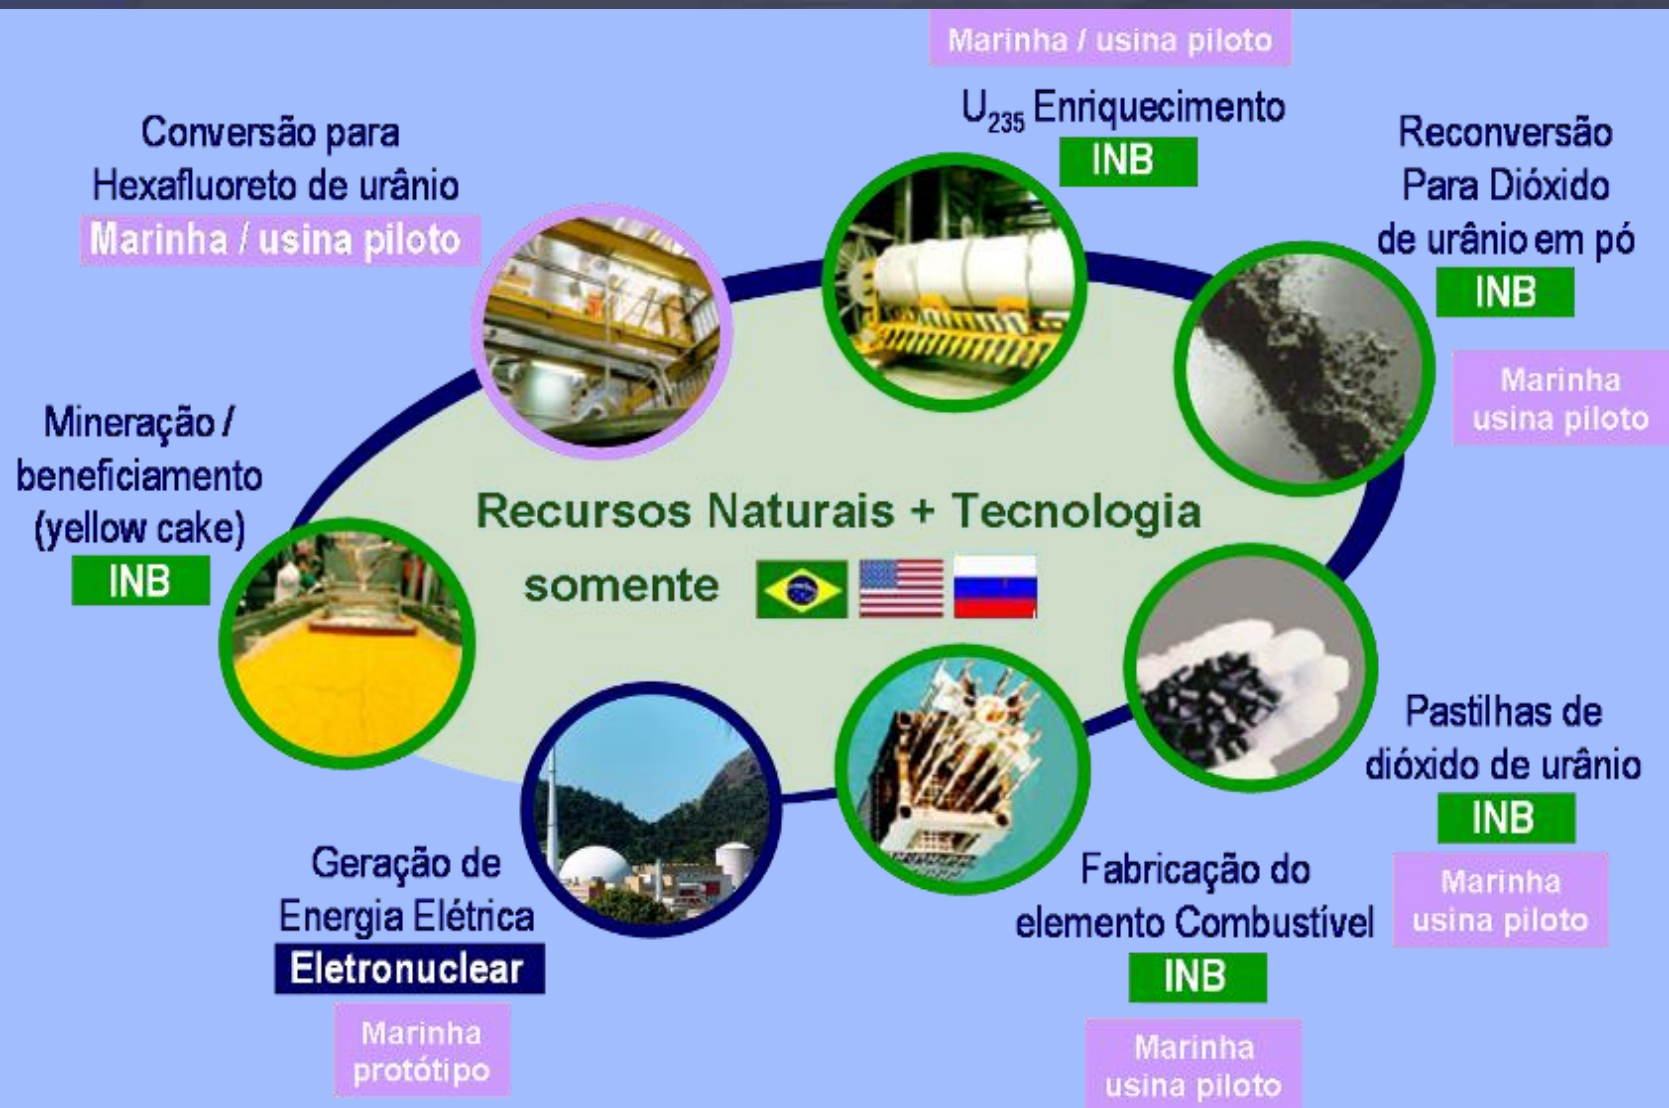 Marinha / usina piloto
U235 Enriquecimento
INB
Conversão para
Hexafluoreto de urânio
Marinha / usina piloto
Reconversão
Para Dióxido
de urânio em pó
INB
Marinha
usina piloto
Mineração /
beneficiamento
(yellow cake)
INB
Recursos Naturais + Tecnologia
somente
Pastilhas de
dióxido de urânio
INB
Marinha
usina piloto
Geração de
Energia Elétrica
Eletronuclear
Marinha
protótipo
Fabricação do
elemento Combustível
INB
Marinha
usina piloto